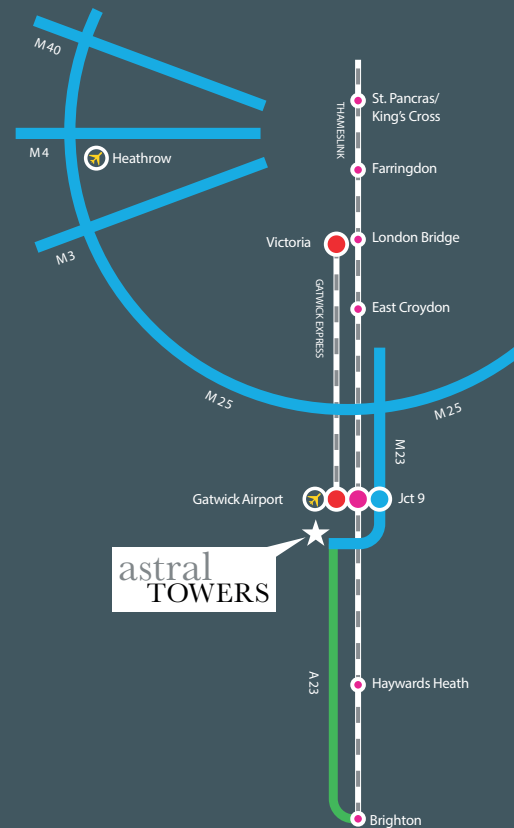 M40
St. Pancras/
King's Cross
THAMESLINK
M4
Heathrow
Farringdon
M3
Victoria
London Bridge
GATWICK EXPRESS
East Croydon
M25
M25
M23
Gatwick Airport
Jct 9
astral
TOWERS
A23
Haywards Heath
Brighton